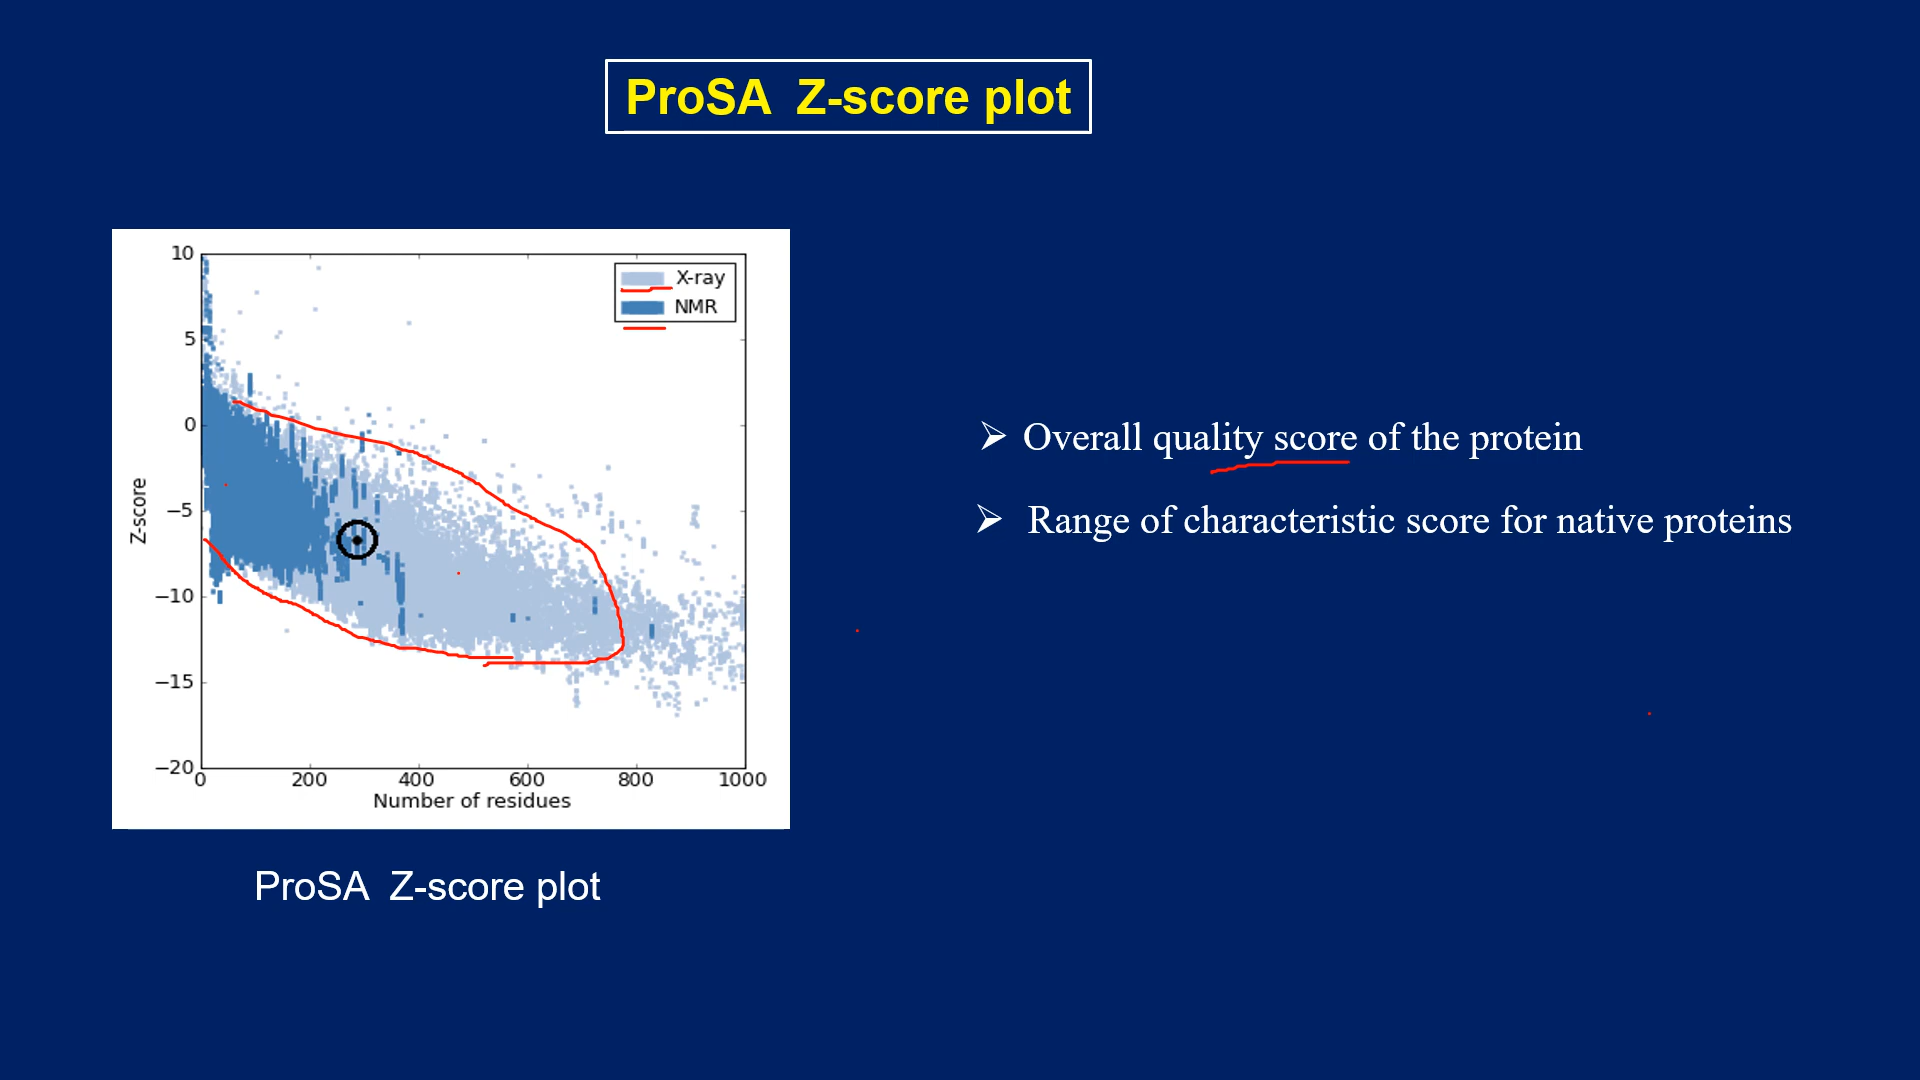 ProSA Z-score plot
10
5
0
−5
−10
−15
−20
Z-score
X-ray
NMR
0 200 400 600 800 1000
Number of residues
ProSA Z-score plot
➢ Overall quality score of the protein
➢ Range of characteristic score for native proteins